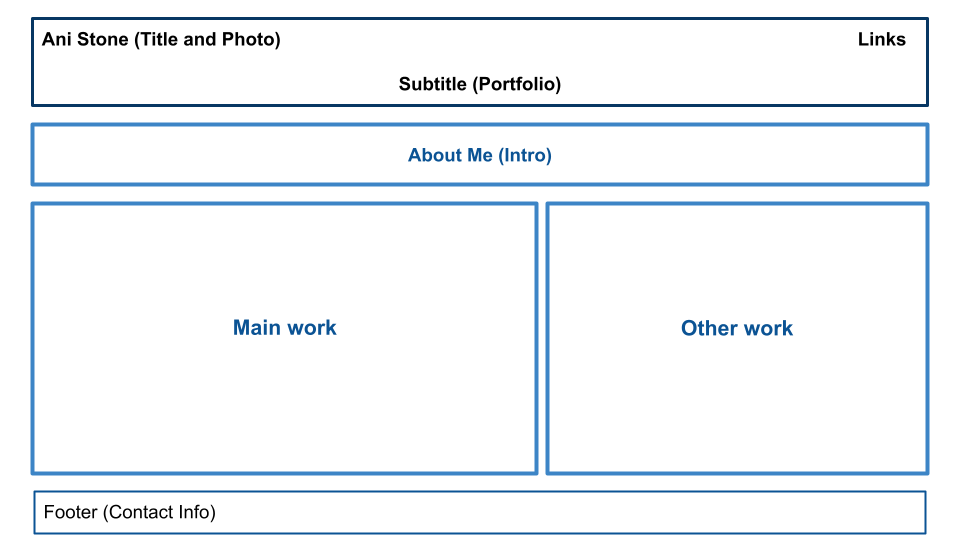 Ani Stone (Title and Photo)
Links
Subtitle (Portfolio)
About Me (Intro)
Main work
Other work
Footer (Contact Info)